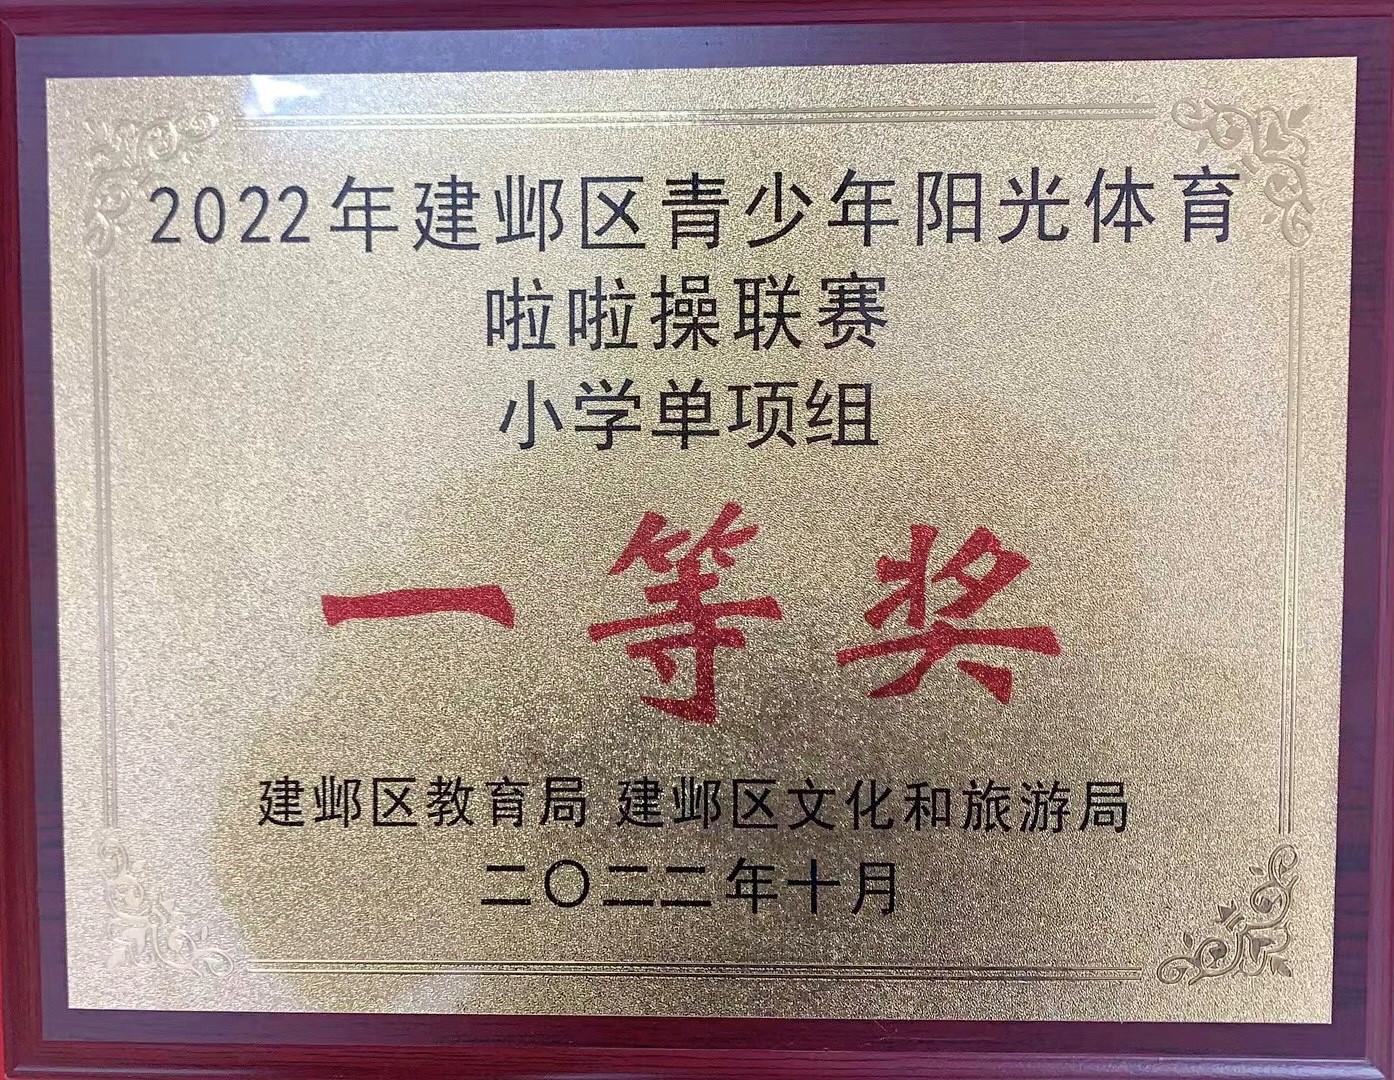 2022年建邺区青少年阳光体育
啦啦操联赛
小学单项组
一等奖
建邺区教育局 建邺区文化和旅游局
二〇二二年十月